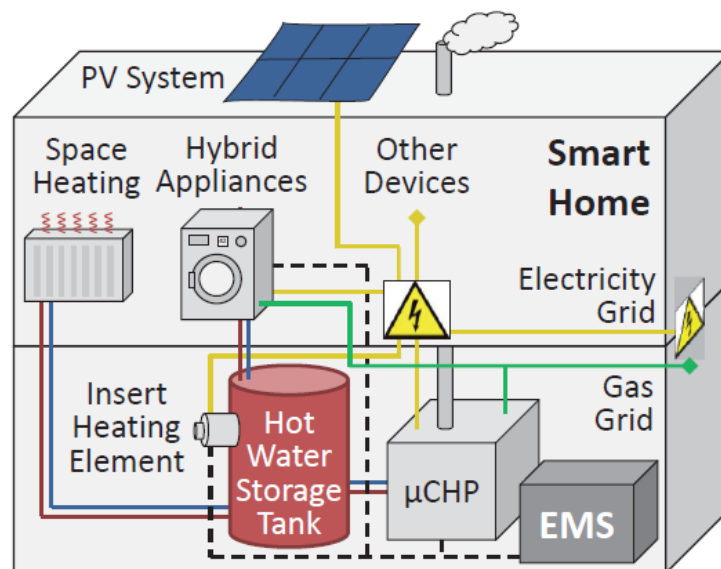 PV System
Space
Heating
Hybrid
Appliances
Other
Devices
Smart
Home
Electricity
Grid
Insert
Heating
Element
Hot
Water
Storage
Tank
µCHP
Gas
Grid
EMS